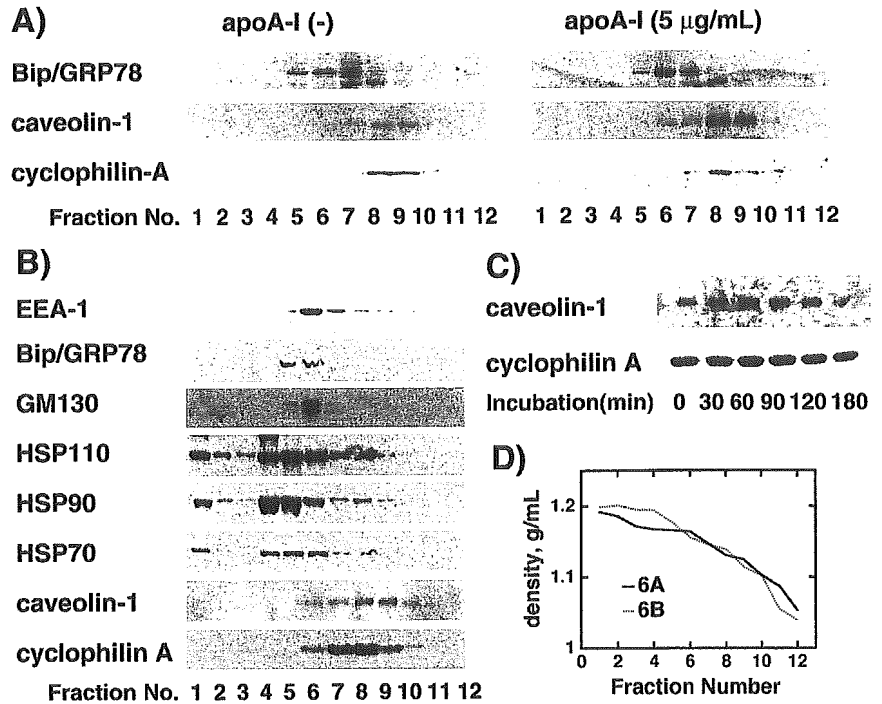 A)
apoA-I (-)
apoA-I (5 µg/mL)
Bip/GRP78
caveolin-1
cyclophilin-A
Fraction No. 1 2 3 4 5 6 7 8 9 10 11 12
1 2 3 4 5 6 7 8 9 10 11 12
B)
EEA-1
Bip/GRP78
GM130
HSP110
HSP90
HSP70
caveolin-1
cyclophilin A
Fraction No. 1 2 3 4 5 6 7 8 9 10 11 12
C)
caveolin-1
cyclophilin A
Incubation(min) 0 30 60 90 120 180
D)
density, g/mL
1.2
1.1
1
6A
6B
0 2 4 6 8 10 12
Fraction Number